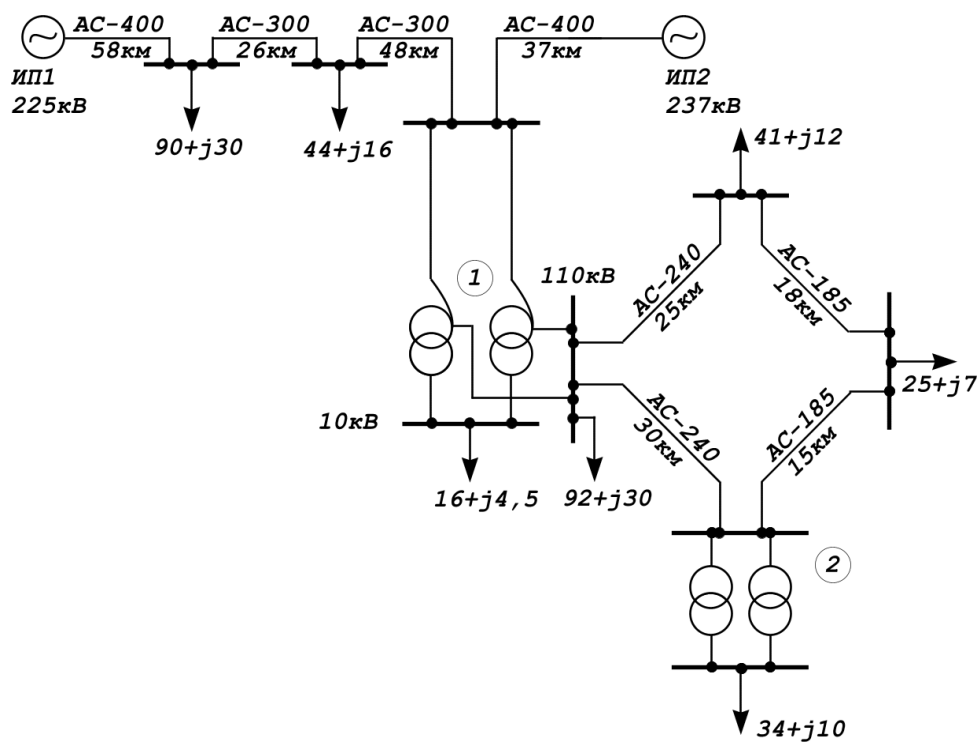 АС-400
58км
АС-300
26км
АС-300
48км
АС-400
37км
ИП1
225кВ
ИП2
237кВ
90+j30
44+j16
41+j12
1
110кВ
АС-240
25км
АС-185
18км
25+j7
10кВ
АС-240
30км
АС-185
15км
16+j4,5
92+j30
2
34+j10